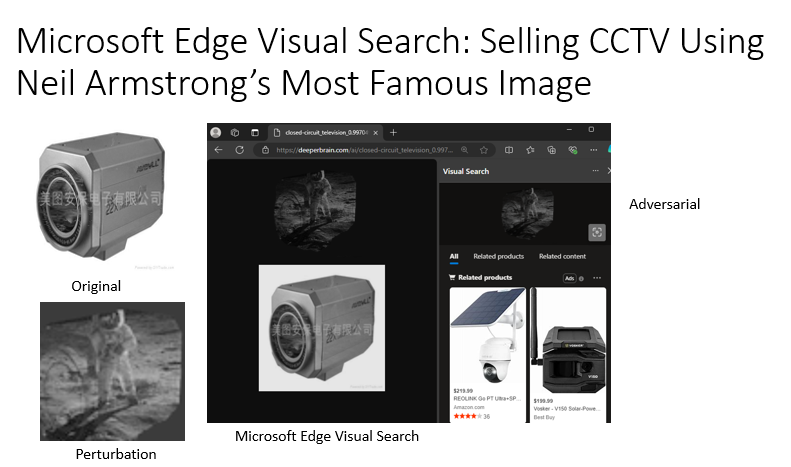 Microsoft Edge Visual Search: Selling CCTV Using
Neil Armstrong's Most Famous Image
美图安保电子有限公司
Original
Perturbation
closed-circuit_television_0.9970
https://deeperbrain.com/ai/closed-circuit_television_0.997...
Visual Search
All Related products Related content
Related products Ads
美图安保电子有限公司
$219.99
REOLINK Go PT Ultra+SP...
Amazon.com
36
VOSKER
V150
$199.99
Vosker - V150 Solar-Powe...
Best Buy
Microsoft Edge Visual Search
Adversarial